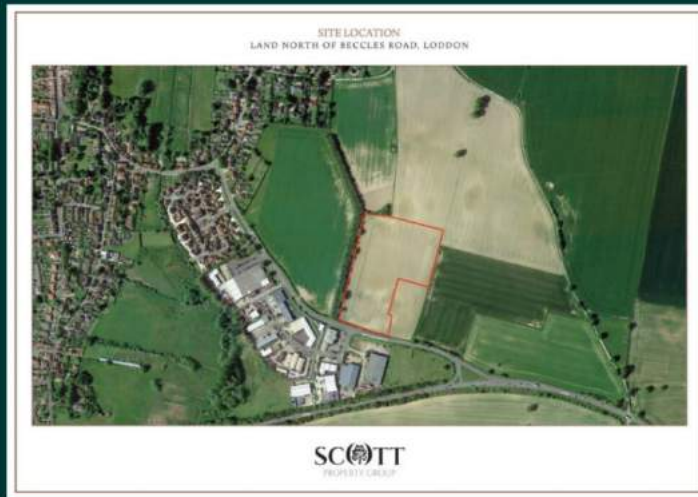 SITE LOCATION
LAND NORTH OF BECCLES ROAD, LODDON
SCOTT
PROPERTY GROUP